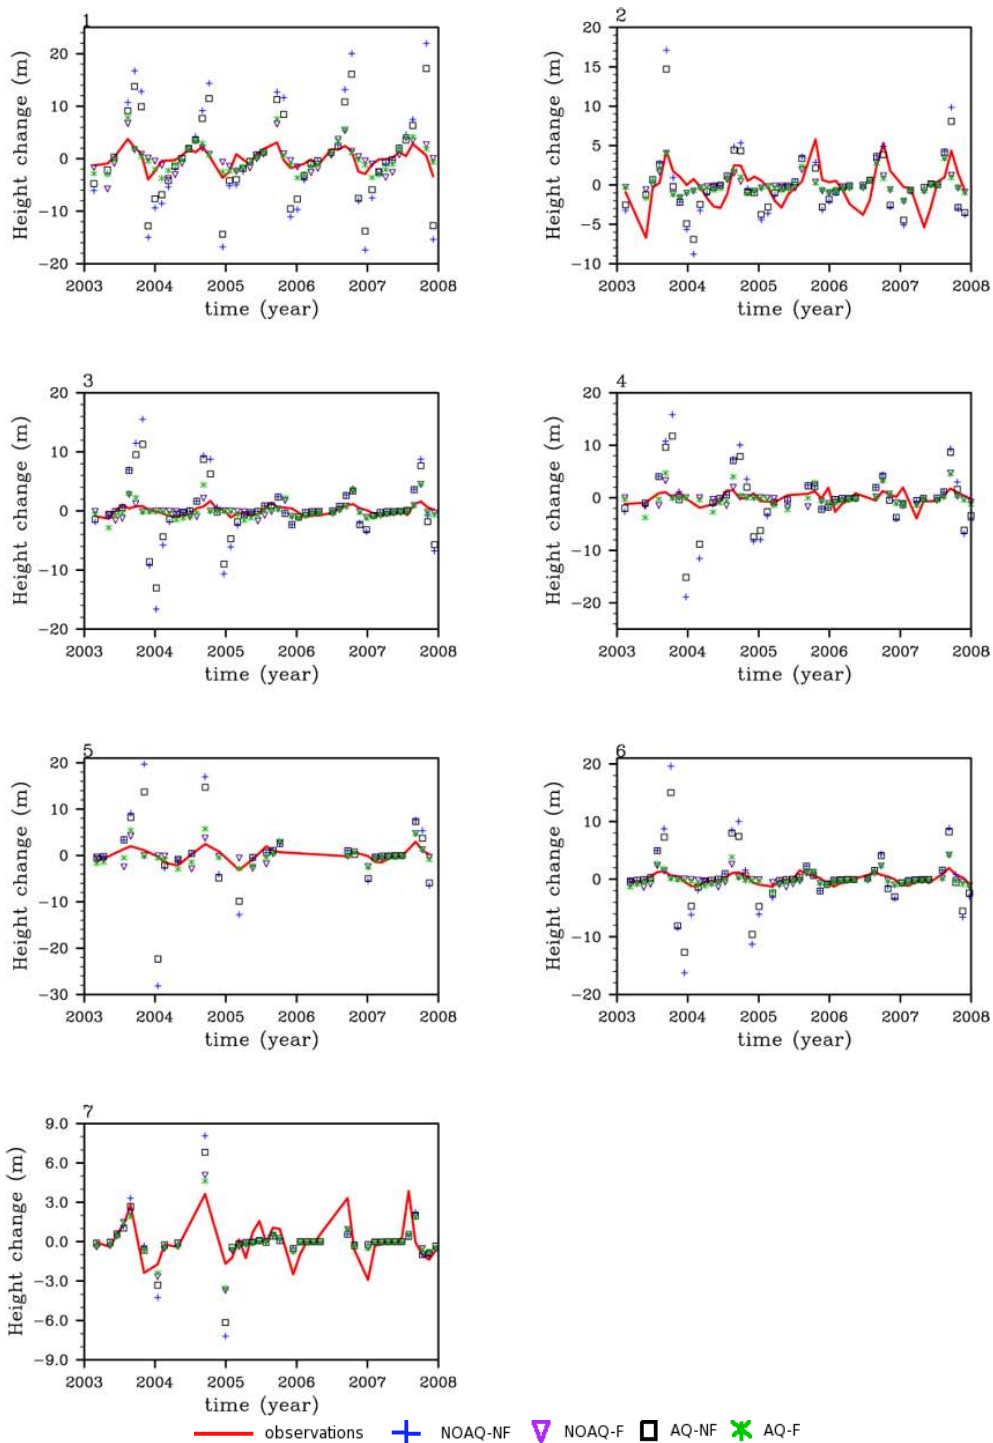 1
Height change (m)
20
10
0
−10
−20
2003 2004 2005 2006 2007 2008
time (year)
2
Height change (m)
20
15
10
5
0
−5
−10
2003 2004 2005 2006 2007 2008
time (year)
3
Height change (m)
20
10
0
−10
−20
2003 2004 2005 2006 2007 2008
time (year)
4
Height change (m)
20
10
0
−10
−20
2003 2004 2005 2006 2007 2008
time (year)
5
Height change (m)
20
10
0
−10
−20
−30
2003 2004 2005 2006 2007 2008
time (year)
6
Height change (m)
20
10
0
−10
−20
2003 2004 2005 2006 2007 2008
time (year)
7
Height change (m)
9.0
6.0
3.0
0.0
−3.0
−6.0
−9.0
2003 2004 2005 2006 2007 2008
time (year)
observations NOAQ-NF NOAQ-F AQ-NF AQ-F